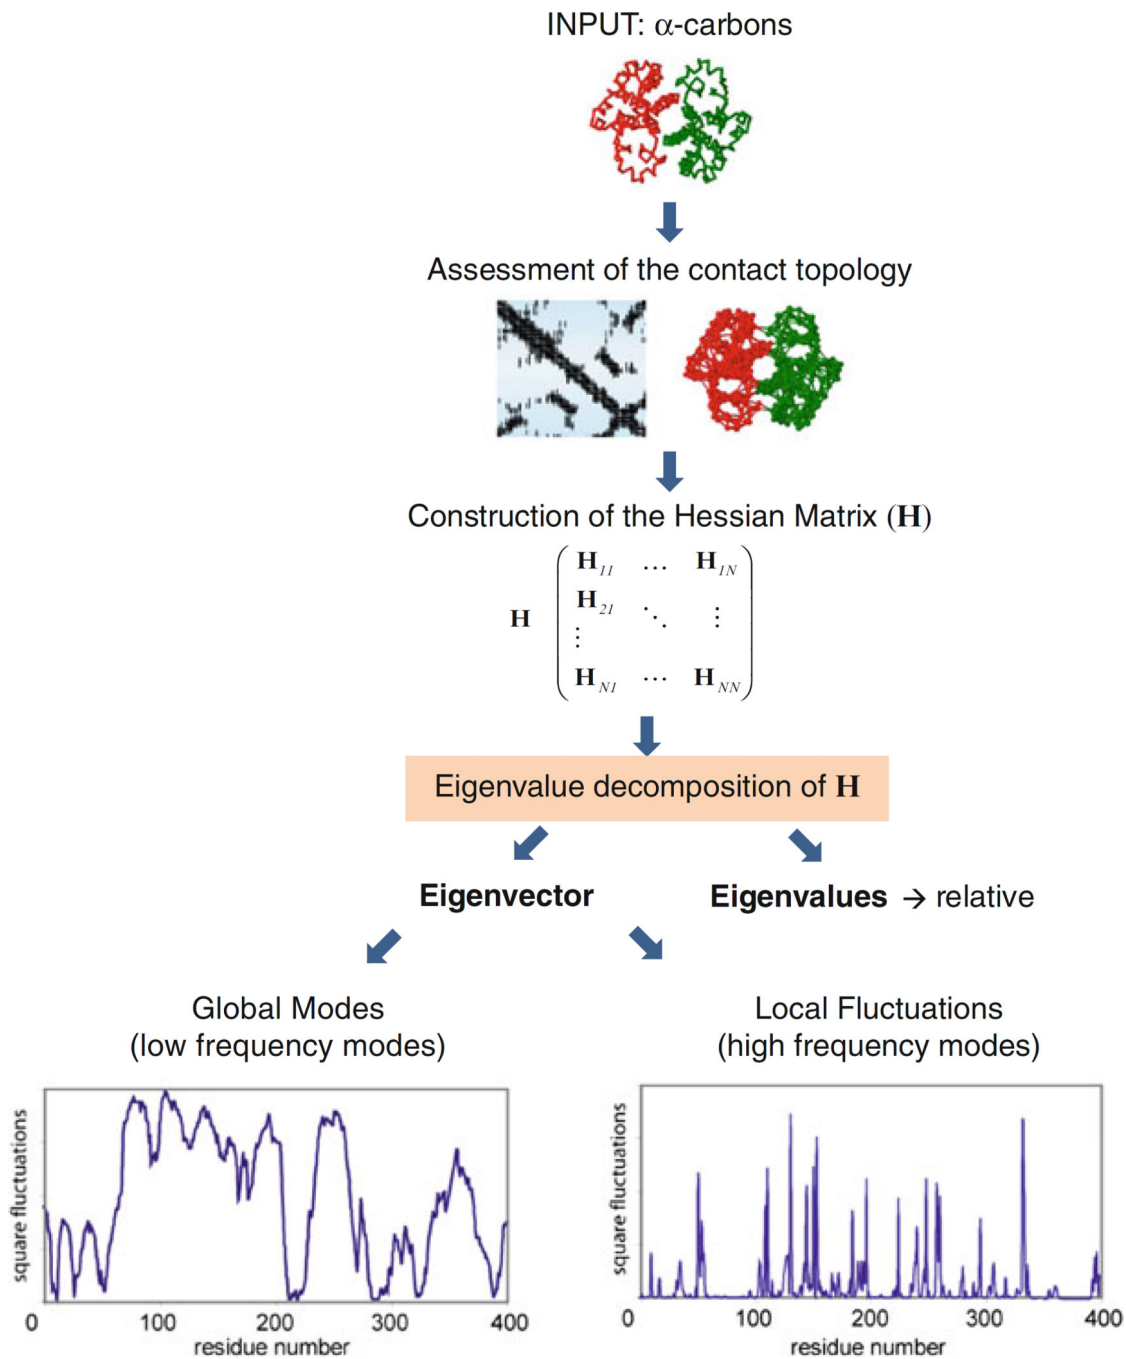 INPUT: α-carbons
Assessment of the contact topology
Construction of the Hessian Matrix (H)
H₁₁ … H₁N
H₂₁ ⋱ ⋮
H
⋮
HN₁ … HNN
Eigenvalue decomposition of H
Eigenvector
Eigenvalues → relative
Global Modes
(low frequency modes)
Local Fluctuations
(high frequency modes)
square fluctuations
0 100 200 300 400
residue number
square fluctuations
0 100 200 300 400
residue number